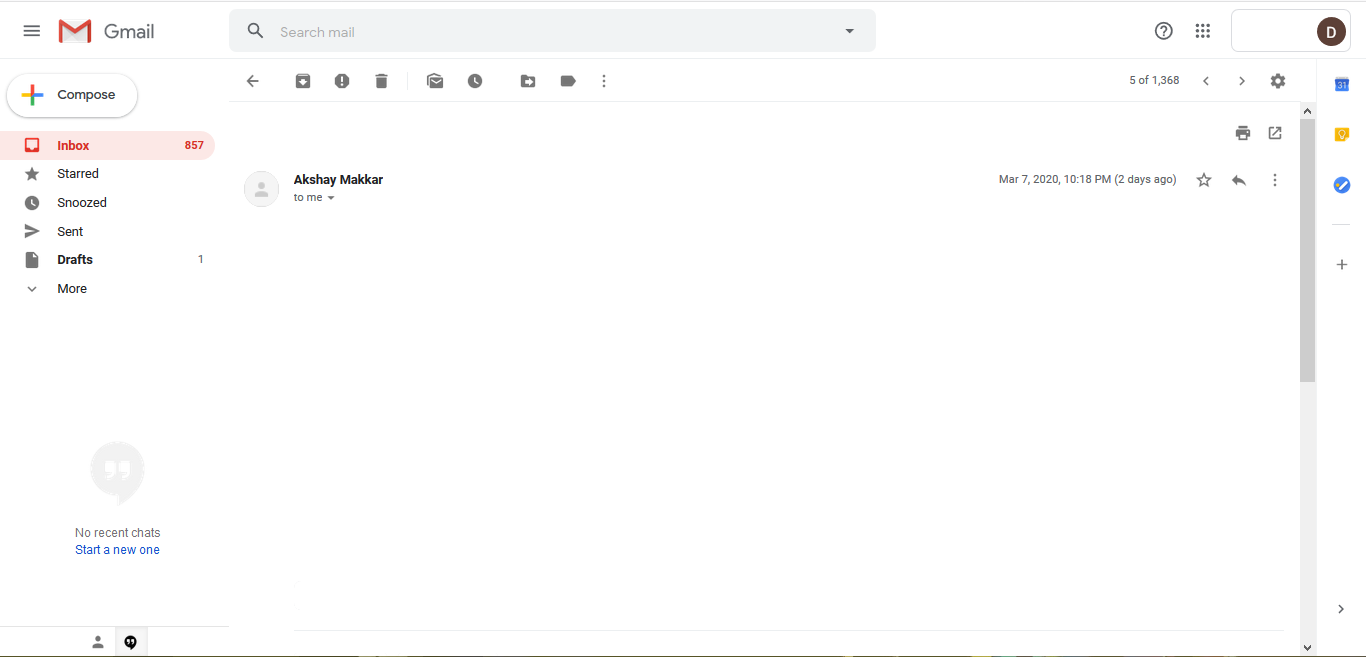 Gmail
Search mail
D
Compose
5 of 1,368
31
Inbox 857
Starred
Snoozed
Sent
Drafts 1
More
Akshay Makkar
to me
Mar 7, 2020, 10:18 PM (2 days ago)
No recent chats
Start a new one